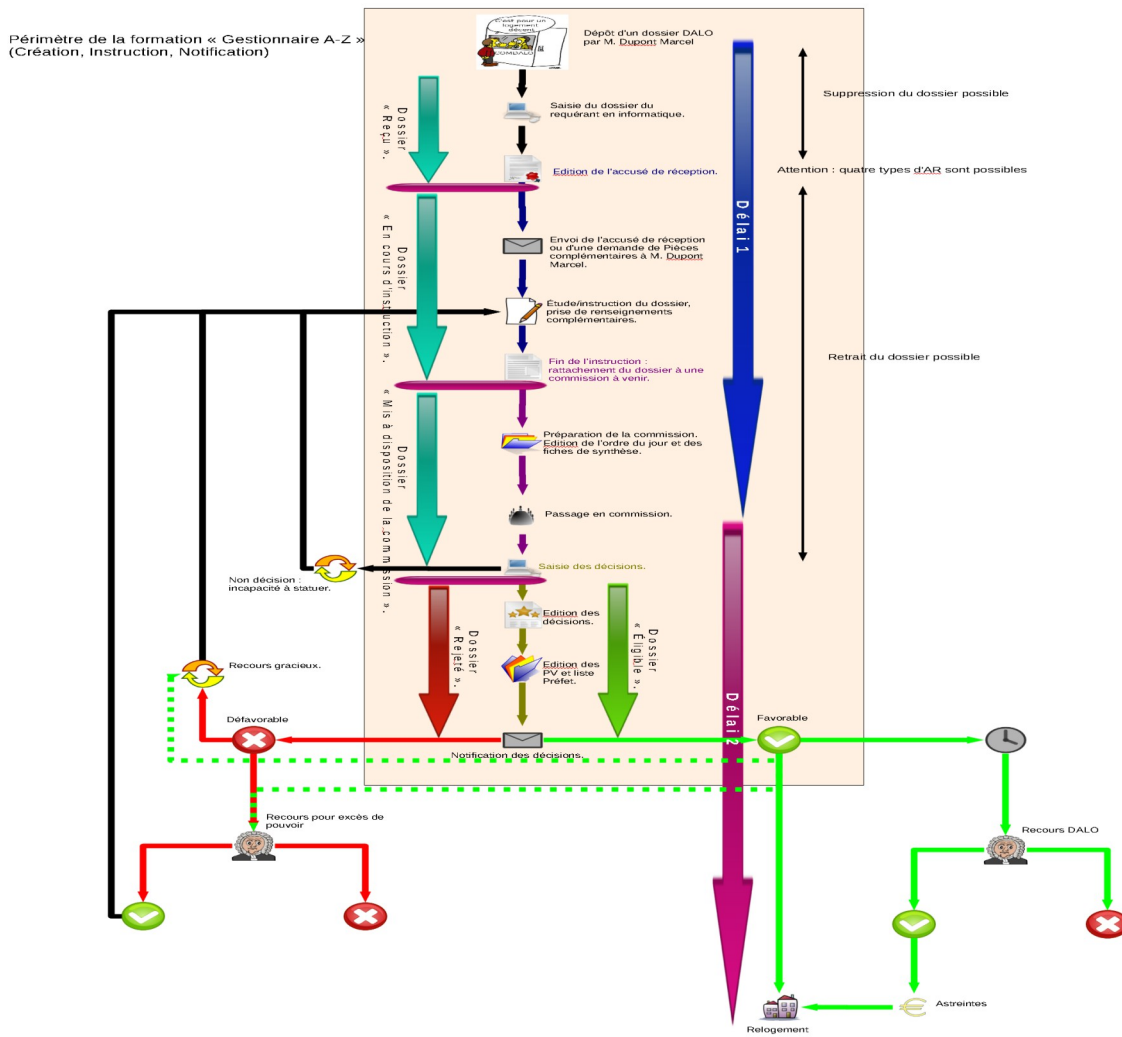 Périmètre de la formation « Gestionnaire A-Z »
(Création, Instruction, Notification)
C'est pour un
logement
décent
COMDALO
Dépôt d'un dossier DALO
par M. Dupont Marcel
Suppression du dossier possible
Dossier
« Reçu ».
Saisie du dossier du
requérant en informatique.
Edition de l'accusé de réception.
Attention : quatre types d'AR sont possibles
Délai 1
Dossier
« En cours d'instruction ».
Envoi de l'accusé de réception
ou d'une demande de Pièces
complémentaires à M. Dupont
Marcel.
Étude/instruction du dossier,
prise de renseignements
complémentaires.
Retrait du dossier possible
Fin de l'instruction :
rattachement du dossier à une
commission à venir.
Dossier
« Mis à disposition de la commission ».
Préparation de la commission.
Edition de l'ordre du jour et des
fiches de synthèse.
Passage en commission.
Saisie des décisions.
Non décision :
incapacité à statuer.
Edition des
décisions.
Dossier
« Rejeté ».
Dossier
« Éligible ».
Edition des
PV et liste
Préfet.
Recours gracieux.
Délai 2
Défavorable
Favorable
Notification des décisions.
Recours pour excès de
pouvoir
Recours DALO
Astreintes
Relogement